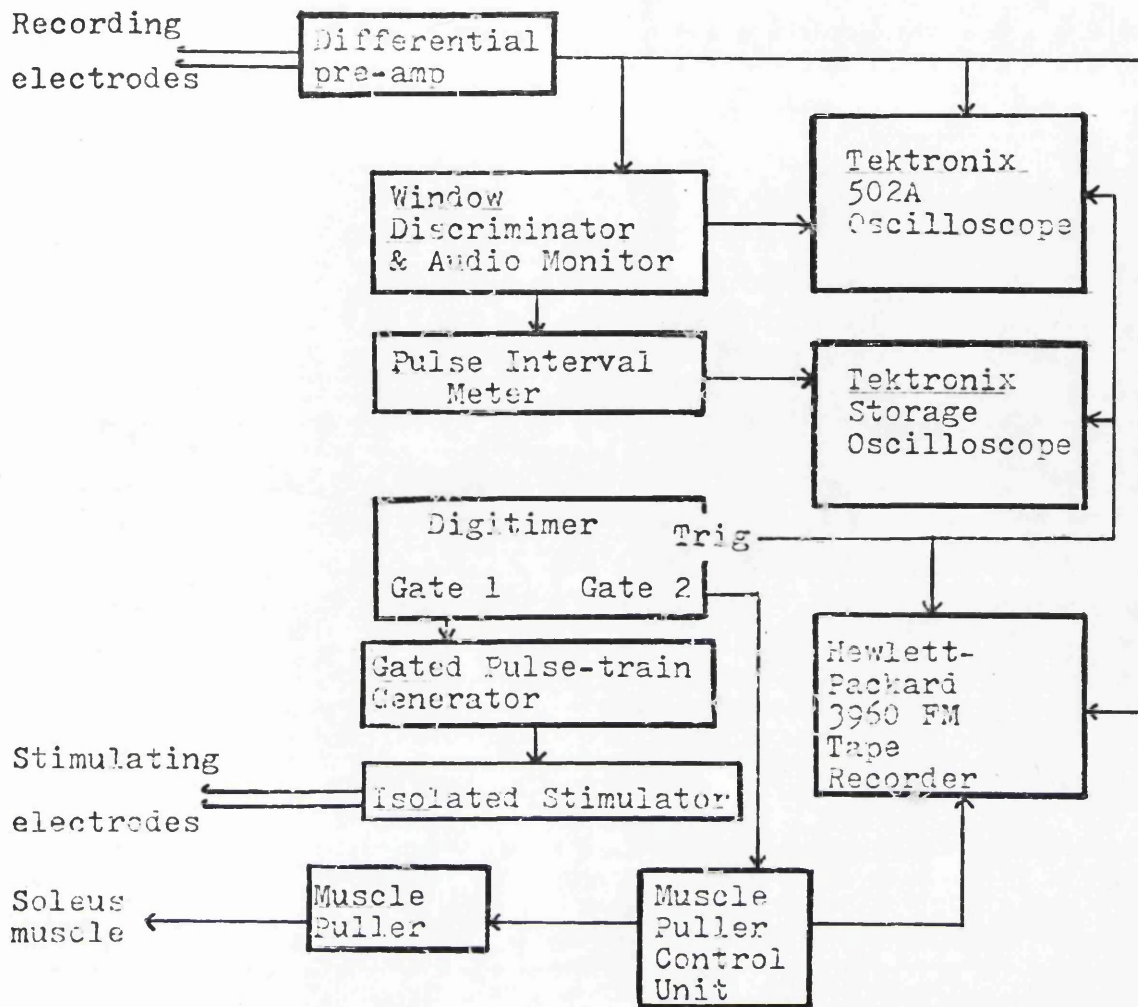 Recording
electrodes
Differential
pre-amp
Window
Discriminator
& Audio Monitor
Tektronix
502A
Oscilloscope
Pulse Interval
Meter
Tektronix
Storage
Oscilloscope
Digitimer
Trig
Gate 1 Gate 2
Gated Pulse-train
Generator
Hewlett-
Packard
3960 FM
Tape
Recorder
Stimulating
electrodes
Isolated Stimulator
Soleus
muscle
Muscle
Puller
Muscle
Puller
Control
Unit